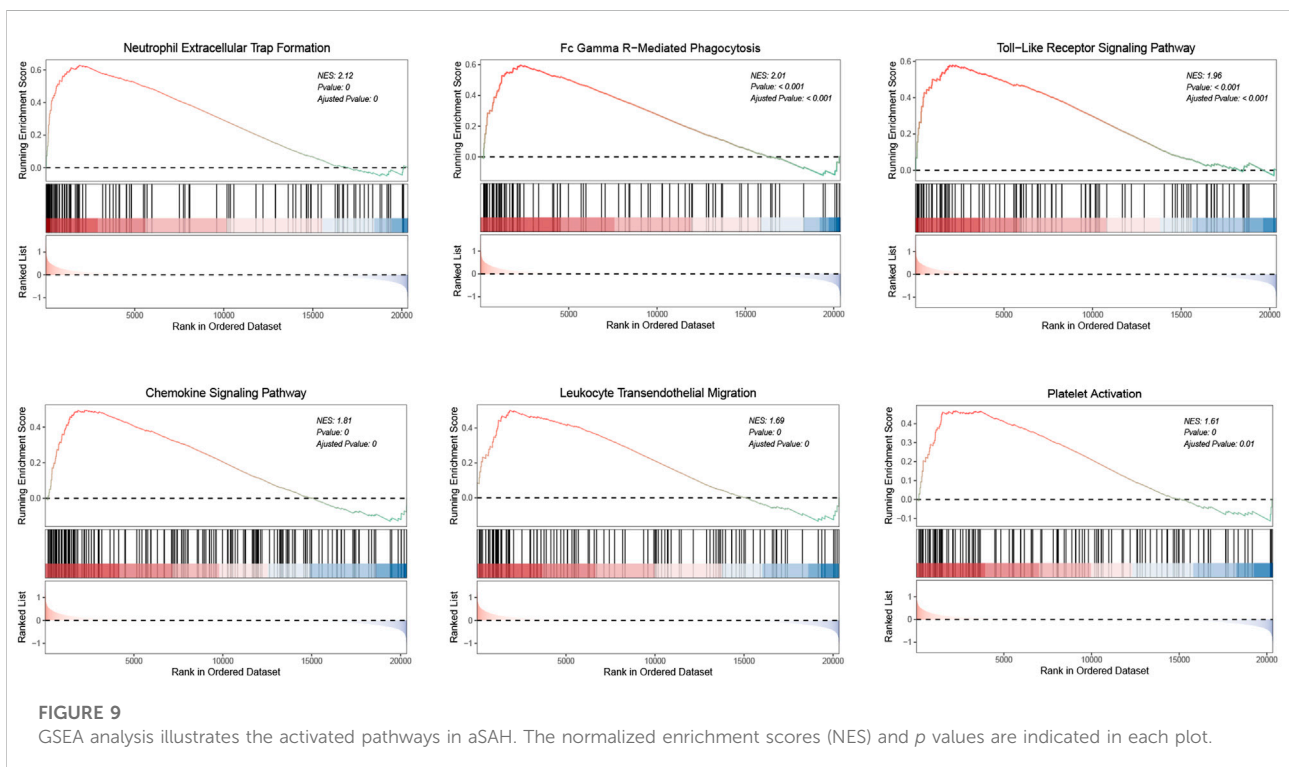 Neutrophil Extracellular Trap Formation
Running Enrichment Score
0.6
0.4
0.2
0.0
NES: 2.12
Pvalue: 0
Ajusted Pvalue: 0
Ranked List
1
0
−1
5000 10000 15000 20000
Rank in Ordered Dataset
Fc Gamma R-Mediated Phagocytosis
Running Enrichment Score
0.6
0.4
0.2
0.0
NES: 2.01
Pvalue: < 0.001
Ajusted Pvalue: < 0.001
Ranked List
1
0
−1
5000 10000 15000 20000
Rank in Ordered Dataset
Toll−Like Receptor Signaling Pathway
Running Enrichment Score
0.6
0.4
0.2
0.0
NES: 1.96
Pvalue: < 0.001
Ajusted Pvalue: < 0.001
Ranked List
1
0
−1
5000 10000 15000 20000
Rank in Ordered Dataset
Chemokine Signaling Pathway
Running Enrichment Score
0.4
0.2
0.0
NES: 1.81
Pvalue: 0
Ajusted Pvalue: 0
Ranked List
1
0
−1
5000 10000 15000 20000
Rank in Ordered Dataset
Leukocyte Transendothelial Migration
Running Enrichment Score
0.4
0.2
0.0
NES: 1.69
Pvalue: 0
Ajusted Pvalue: 0
Ranked List
1
0
−1
5000 10000 15000 20000
Rank in Ordered Dataset
Platelet Activation
Running Enrichment Score
0.4
0.3
0.2
0.1
0.0
−0.1
NES: 1.61
Pvalue: 0
Ajusted Pvalue: 0.01
Ranked List
1
0
−1
5000 10000 15000 20000
Rank in Ordered Dataset
FIGURE 9
GSEA analysis illustrates the activated pathways in aSAH. The normalized enrichment scores (NES) and p values are indicated in each plot.